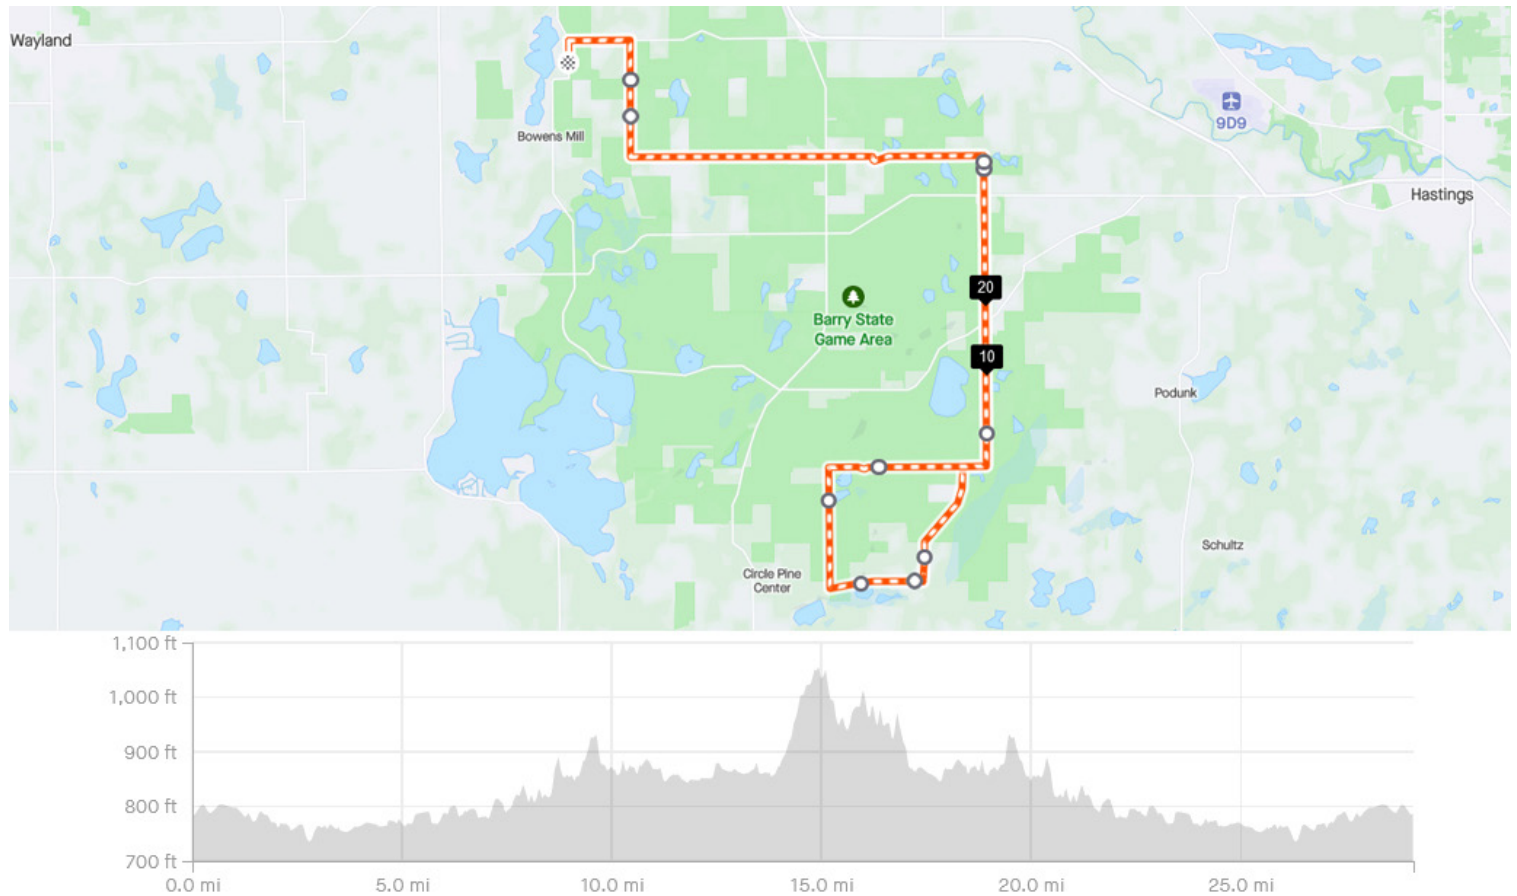 Wayland
9D9
Bowens Mill
Hastings
20
Barry State
Game Area
10
Podunk
Schultz
Circle Pine
Center
1,100 ft
1,000 ft
900 ft
800 ft
700 ft
0.0 mi
5.0 mi
10.0 mi
15.0 mi
20.0 mi
25.0 mi